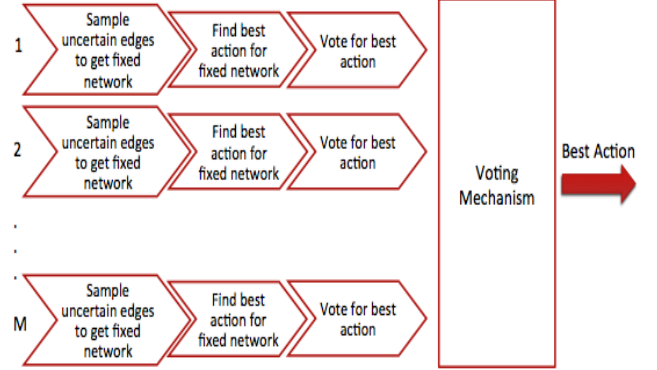 1
Sample
uncertain edges
to get fixed
network
Find best
action for
fixed network
Vote for best
action
2
Sample
uncertain edges
to get fixed
network
Find best
action for
fixed network
Vote for best
action
.
.
.
M
Sample
uncertain edges
to get fixed
network
Find best
action for
fixed network
Vote for best
action
Voting
Mechanism
Best Action